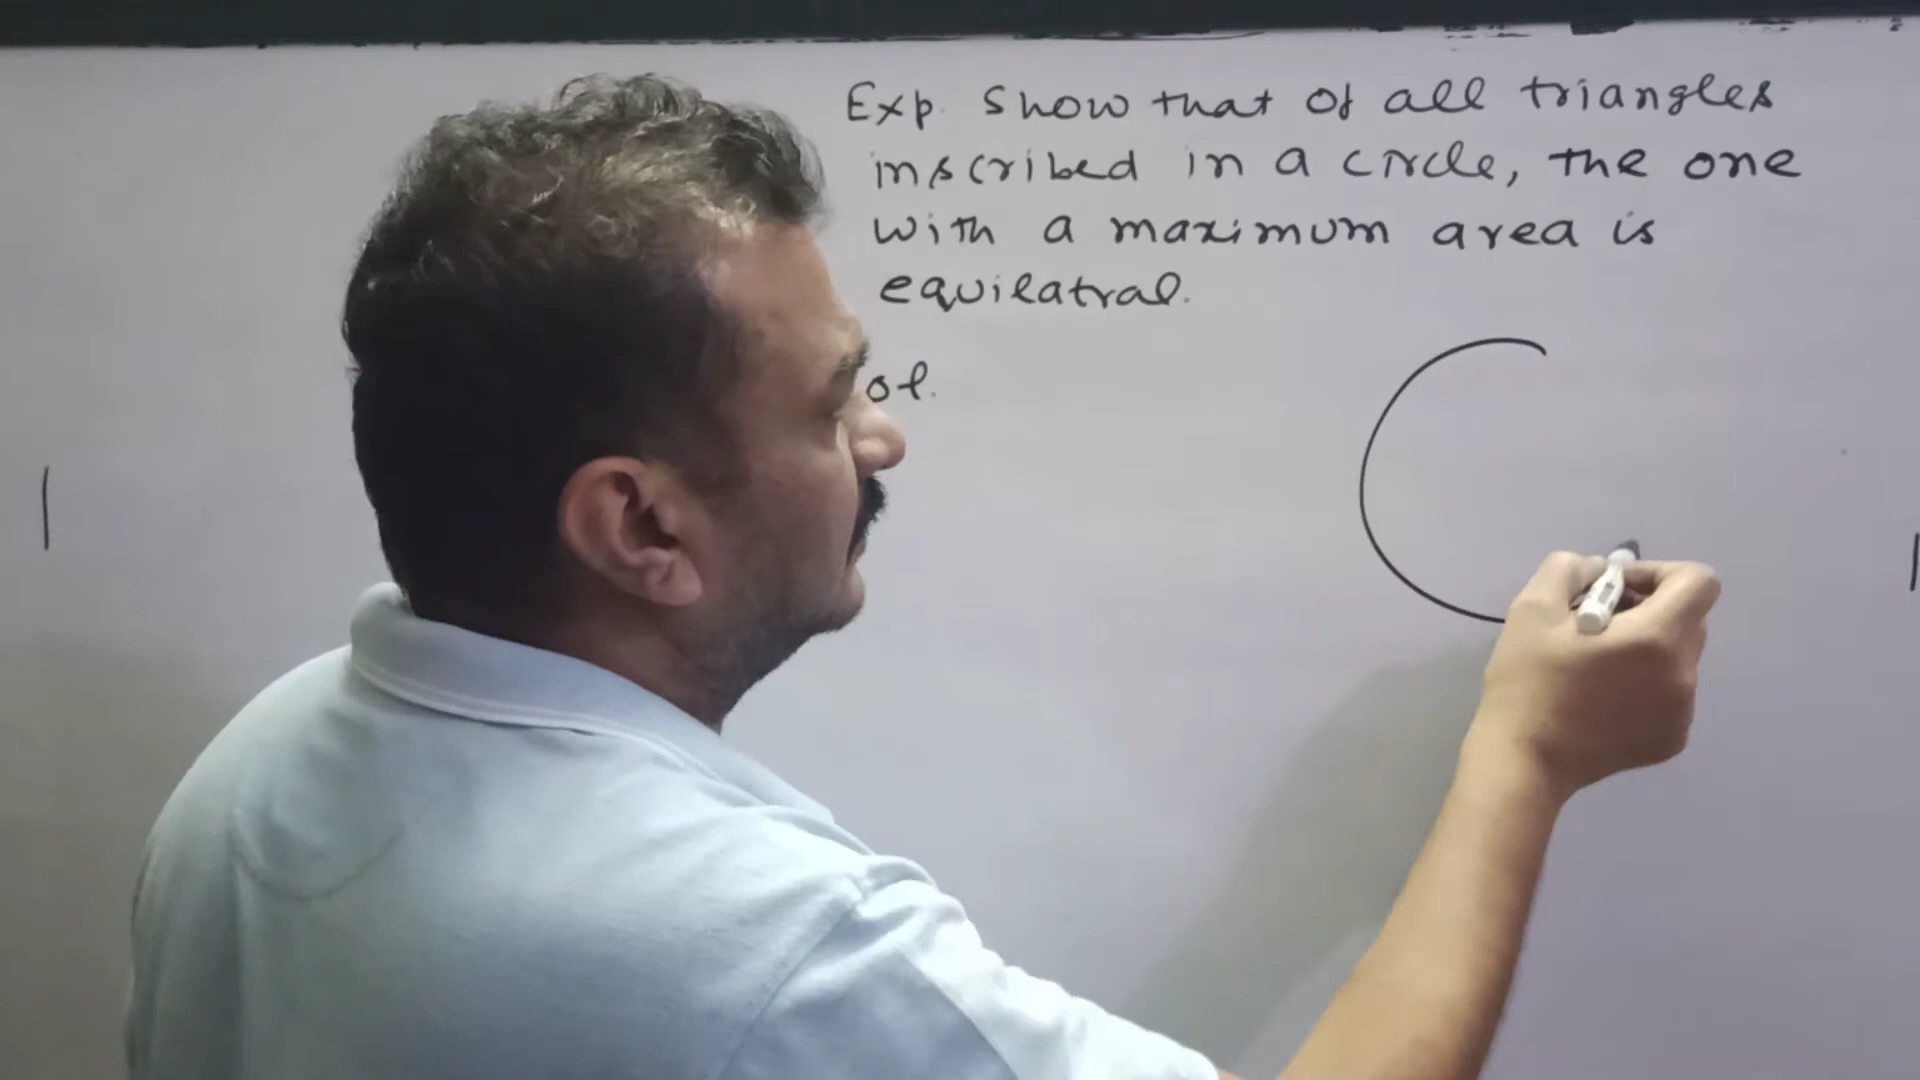 Exp. Show that of all triangles
inscribed in a circle, the one
with a maximum area is
equilatral.
ol.